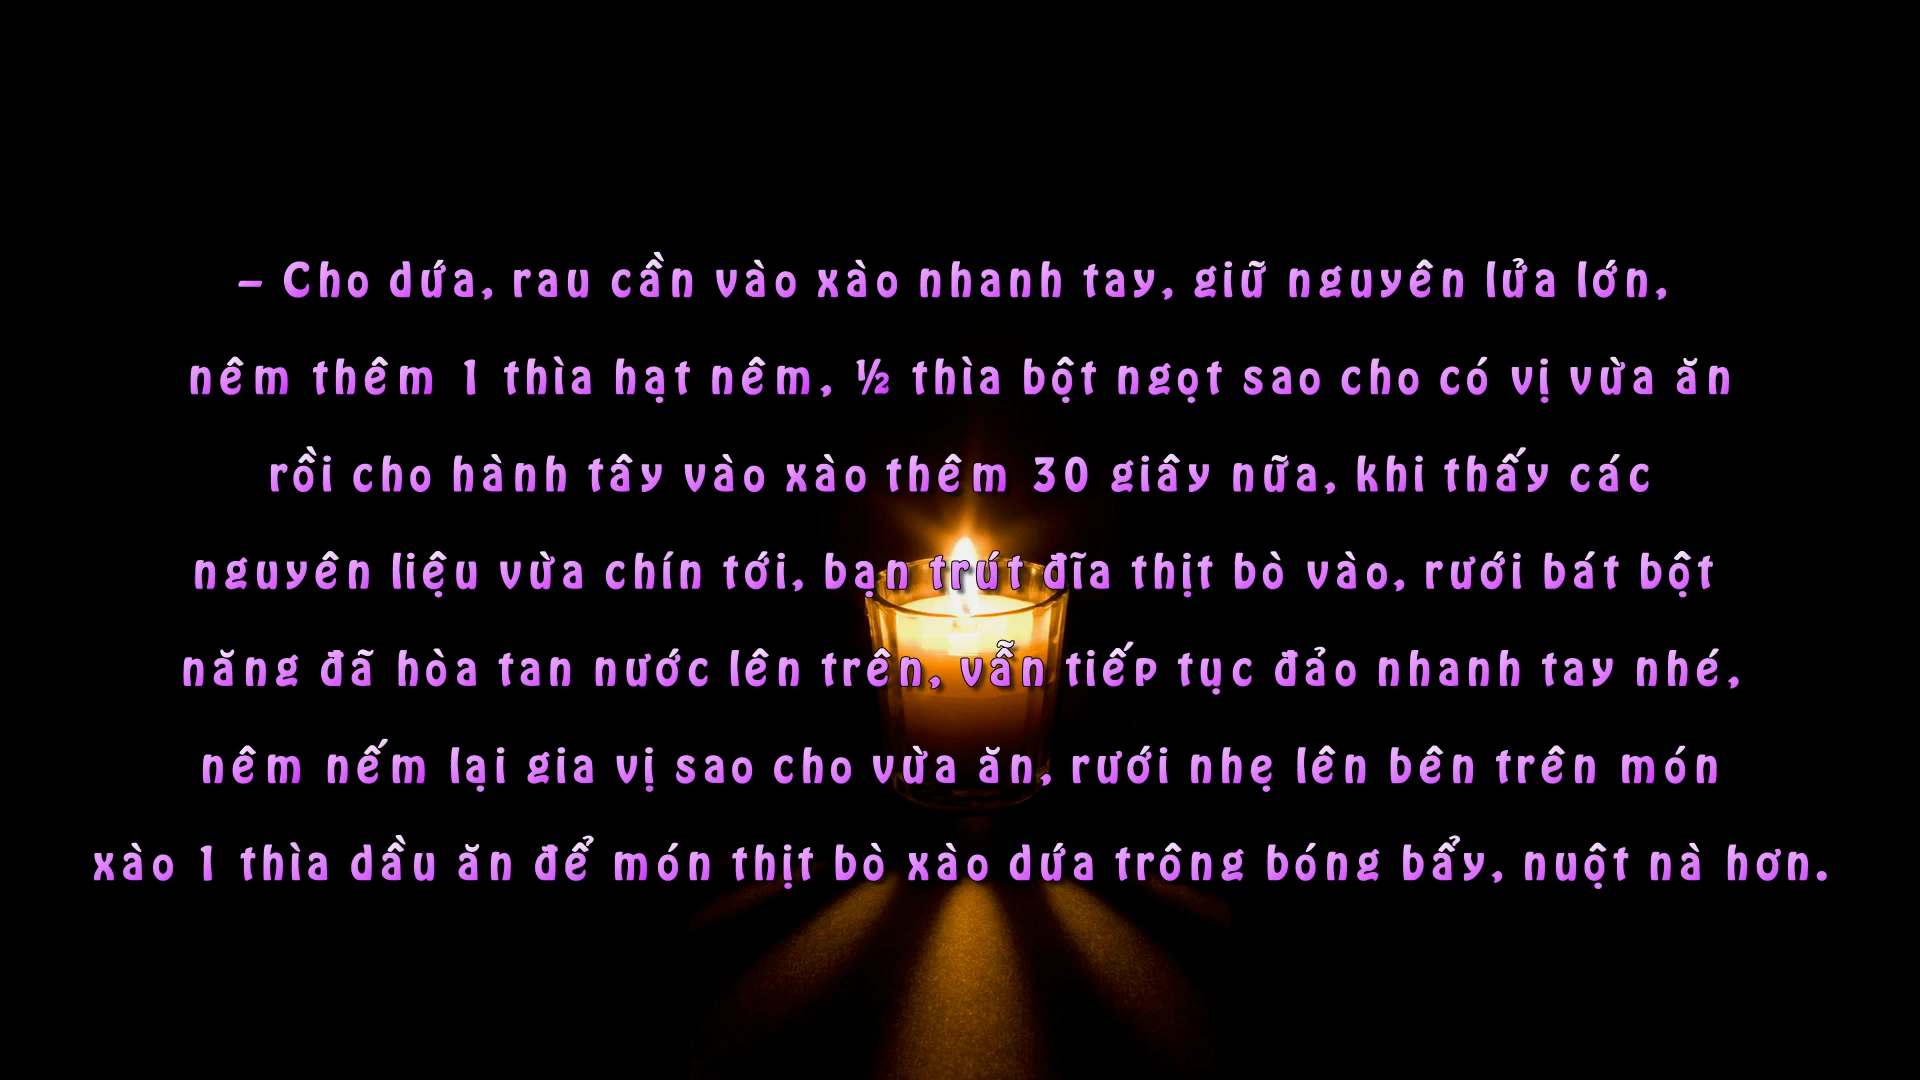 – Cho dứa, rau cần vào xào nhanh tay, giữ nguyên lửa lớn,
nêm thêm 1 thìa hạt nêm, ½ thìa bột ngọt sao cho có vị vừa ăn
rồi cho hành tây vào xào thêm 30 giây nữa, khi thấy các
nguyên liệu vừa chín tới, bạn trút đĩa thịt bò vào, rưới bát bột
năng đã hòa tan nước lên trên, vẫn tiếp tục đảo nhanh tay nhé,
nêm nếm lại gia vị sao cho vừa ăn, rưới nhẹ lên bên trên món
xào 1 thìa dầu ăn để món thịt bò xào dứa trông bóng bẩy, nuột nà hơn.